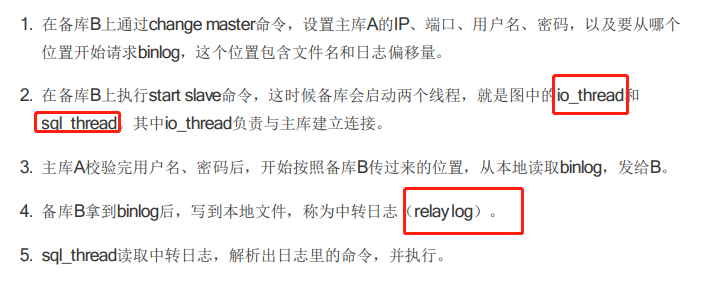 1. 在备库B上通过change master命令，设置主库A的IP、端口、用户名、密码，以及要从哪个
位置开始请求binlog，这个位置包含文件名和日志偏移量。
2. 在备库B上执行start slave命令，这时候备库会启动两个线程，就是图中的io_thread和
sql_thread。其中io_thread负责与主库建立连接。
3. 主库A校验完用户名、密码后，开始按照备库B传过来的位置，从本地读取binlog，发给B。
4. 备库B拿到binlog后，写到本地文件，称为中转日志（relay log）。
5. sql_thread读取中转日志，解析出日志里的命令，并执行。